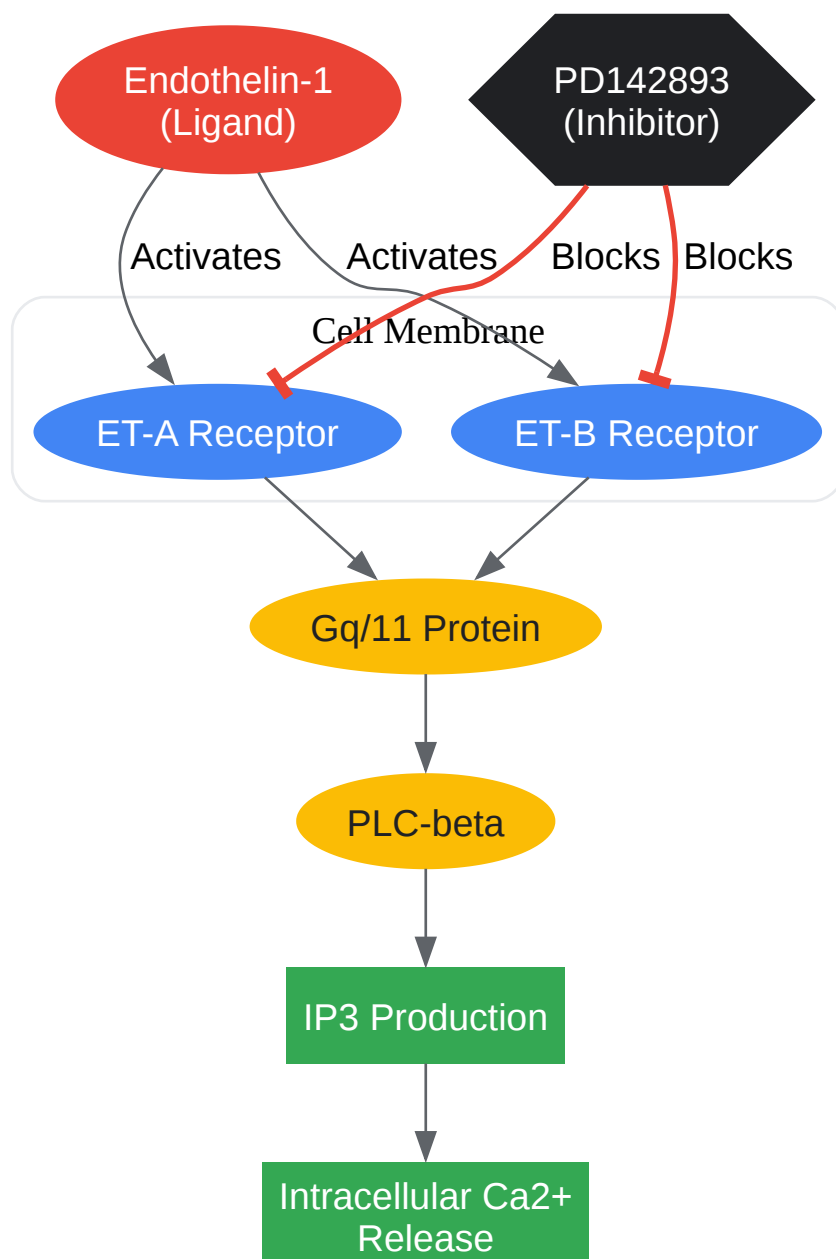 Endothelin-1
(Ligand)
PD142893
(Inhibitor)
Activates
Activates
Blocks
Blocks
Cell Membrane
ET-A Receptor
ET-B Receptor
Gq/11 Protein
PLC-beta
IP3 Production
Intracellular Ca2+
Release